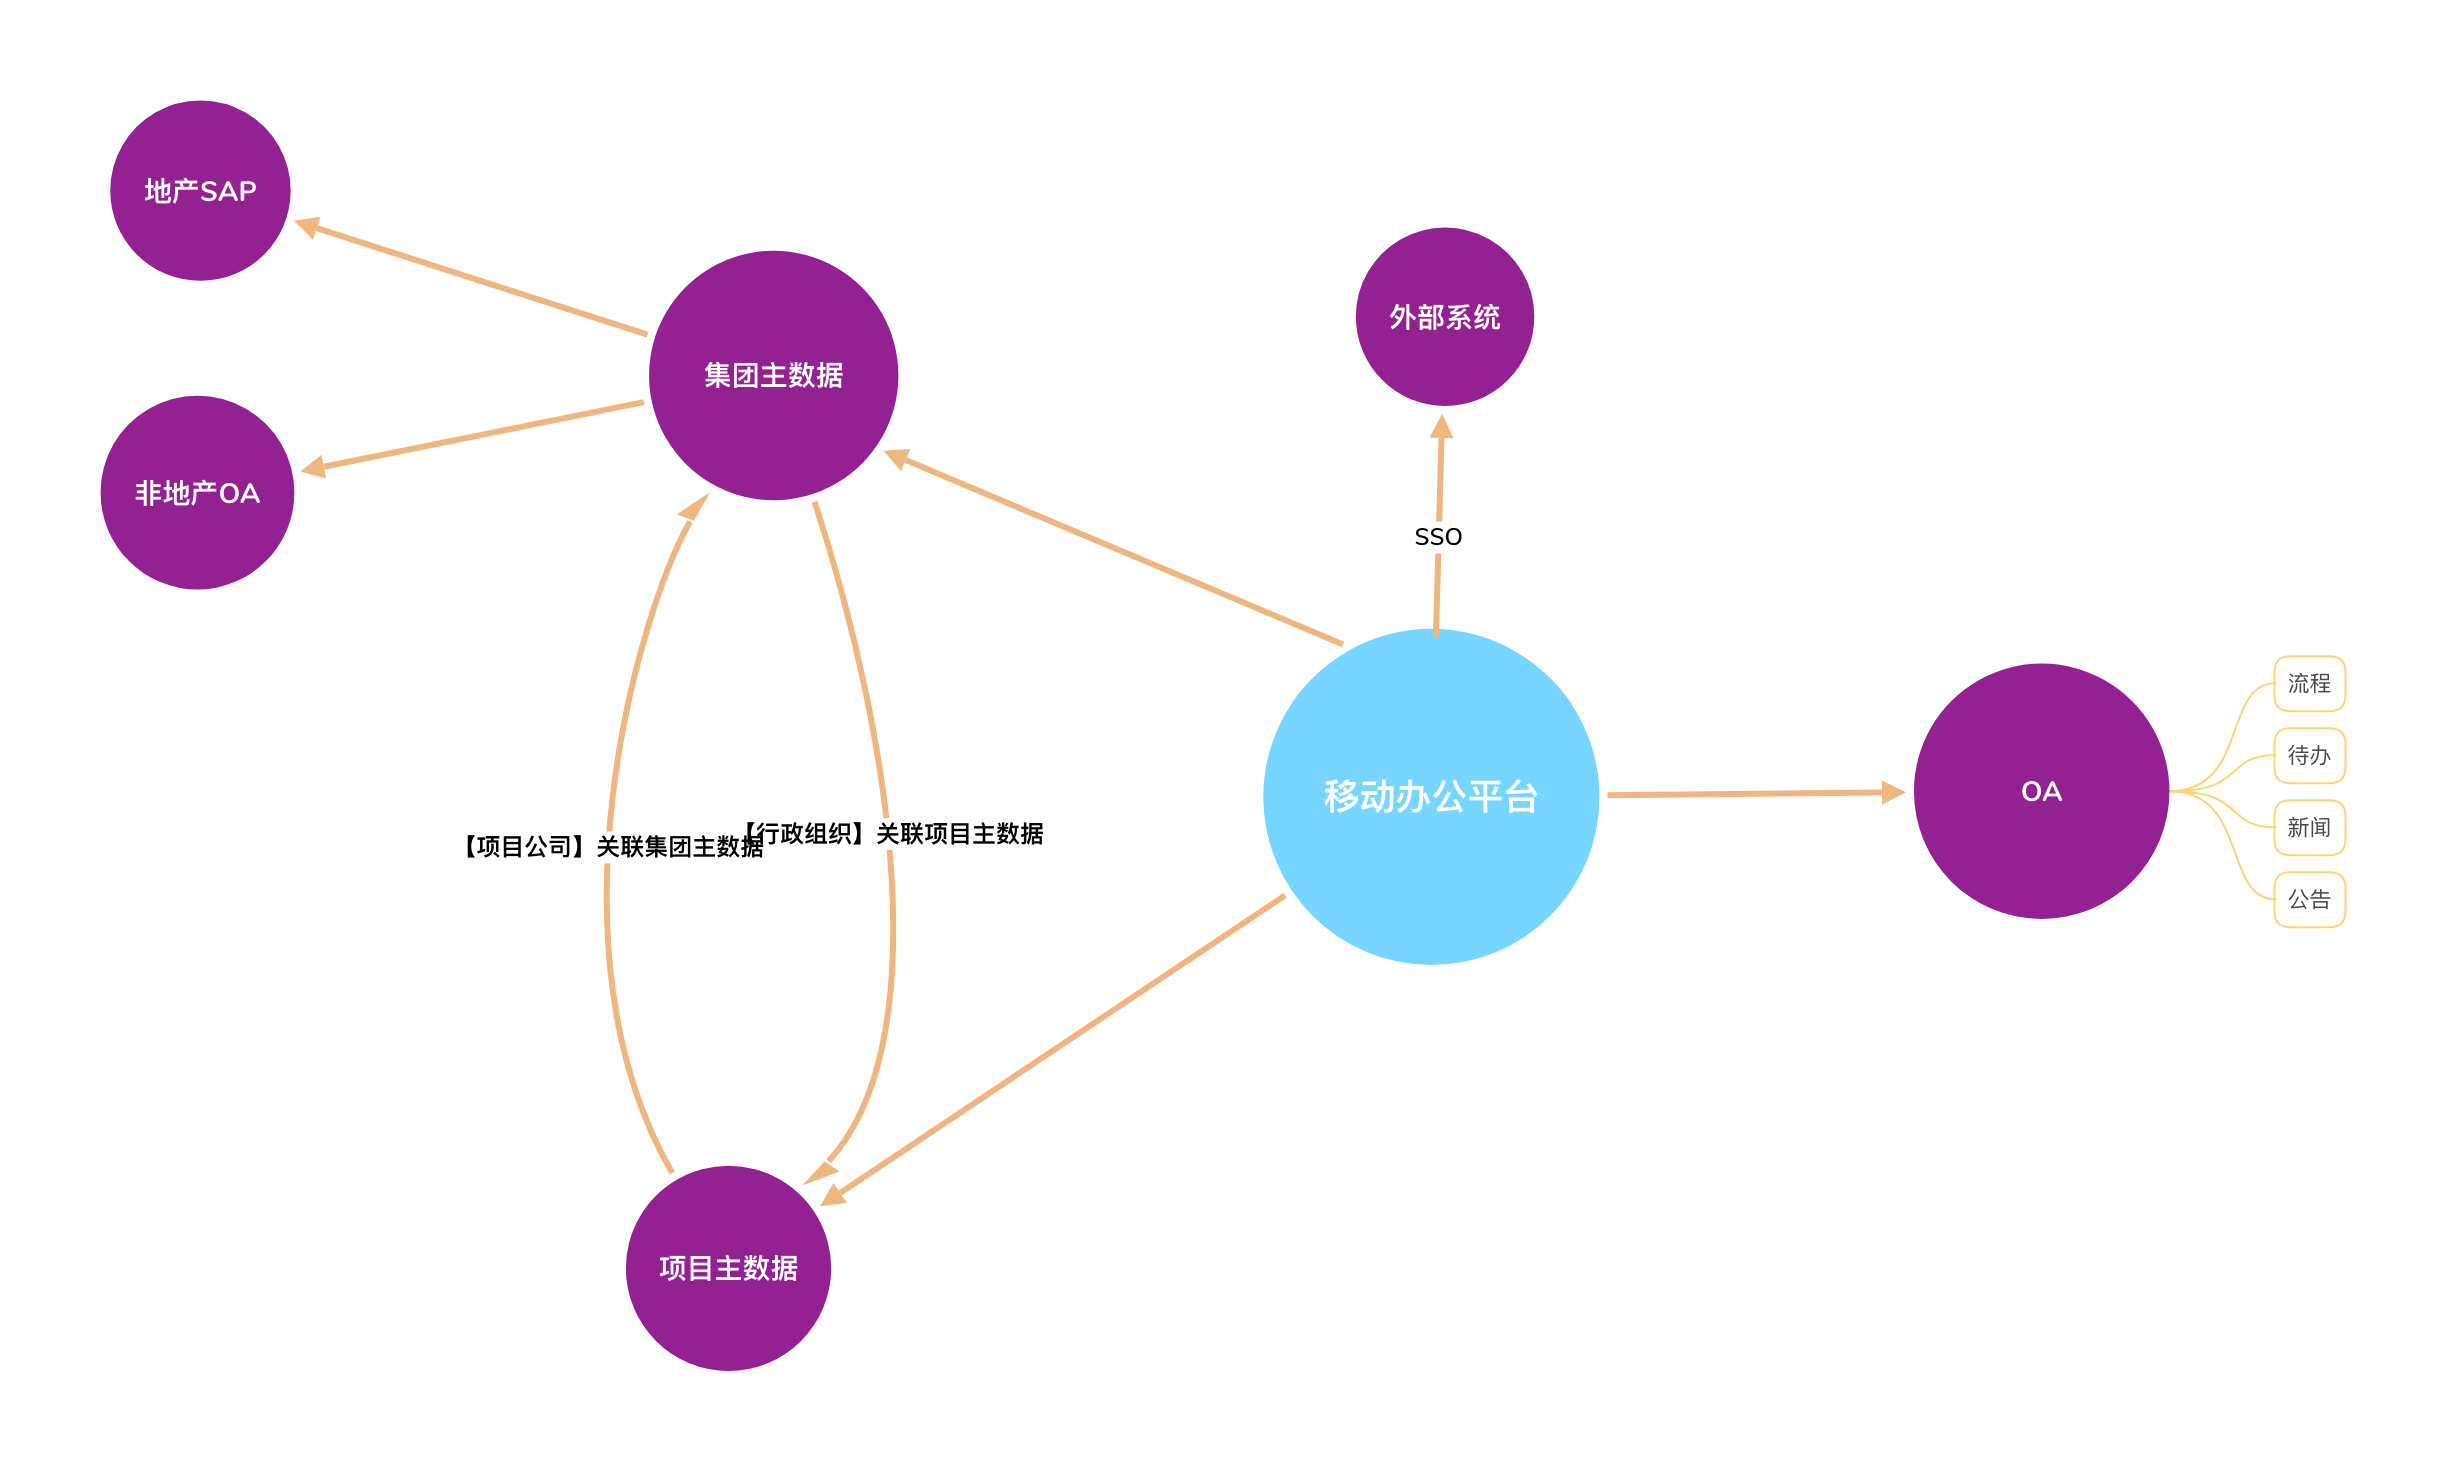 地产SAP
外部系统
集团主数据
非地产OA
SSO
流程
待办
移动办公平台
OA
新闻
【项目公司】关联集团主数据
【行政组织】关联项目主数据
公告
项目主数据